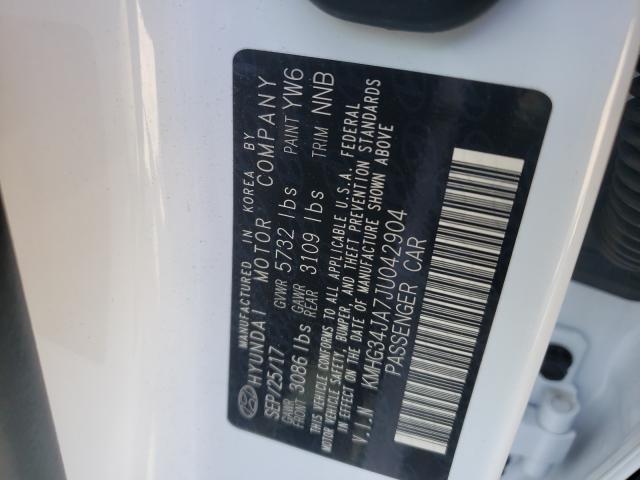 MANUFACTURED IN KOREA BY
HYUNDAI MOTOR COMPANY
SEP/25/17 GVWR 5732 lbs PAINT YW6
GAWR FRONT 3086 lbs GAWR REAR 3109 lbs TRIM NNB
THIS VEHICLE CONFORMS TO ALL APPLICABLE U.S.A. FEDERAL
MOTOR VEHICLE SAFETY, BUMPER, AND THEFT PREVENTION STANDARDS
IN EFFECT ON THE DATE OF MANUFACTURE SHOWN ABOVE
V.I.N KMHG34JA7JU042904
PASSENGER CAR